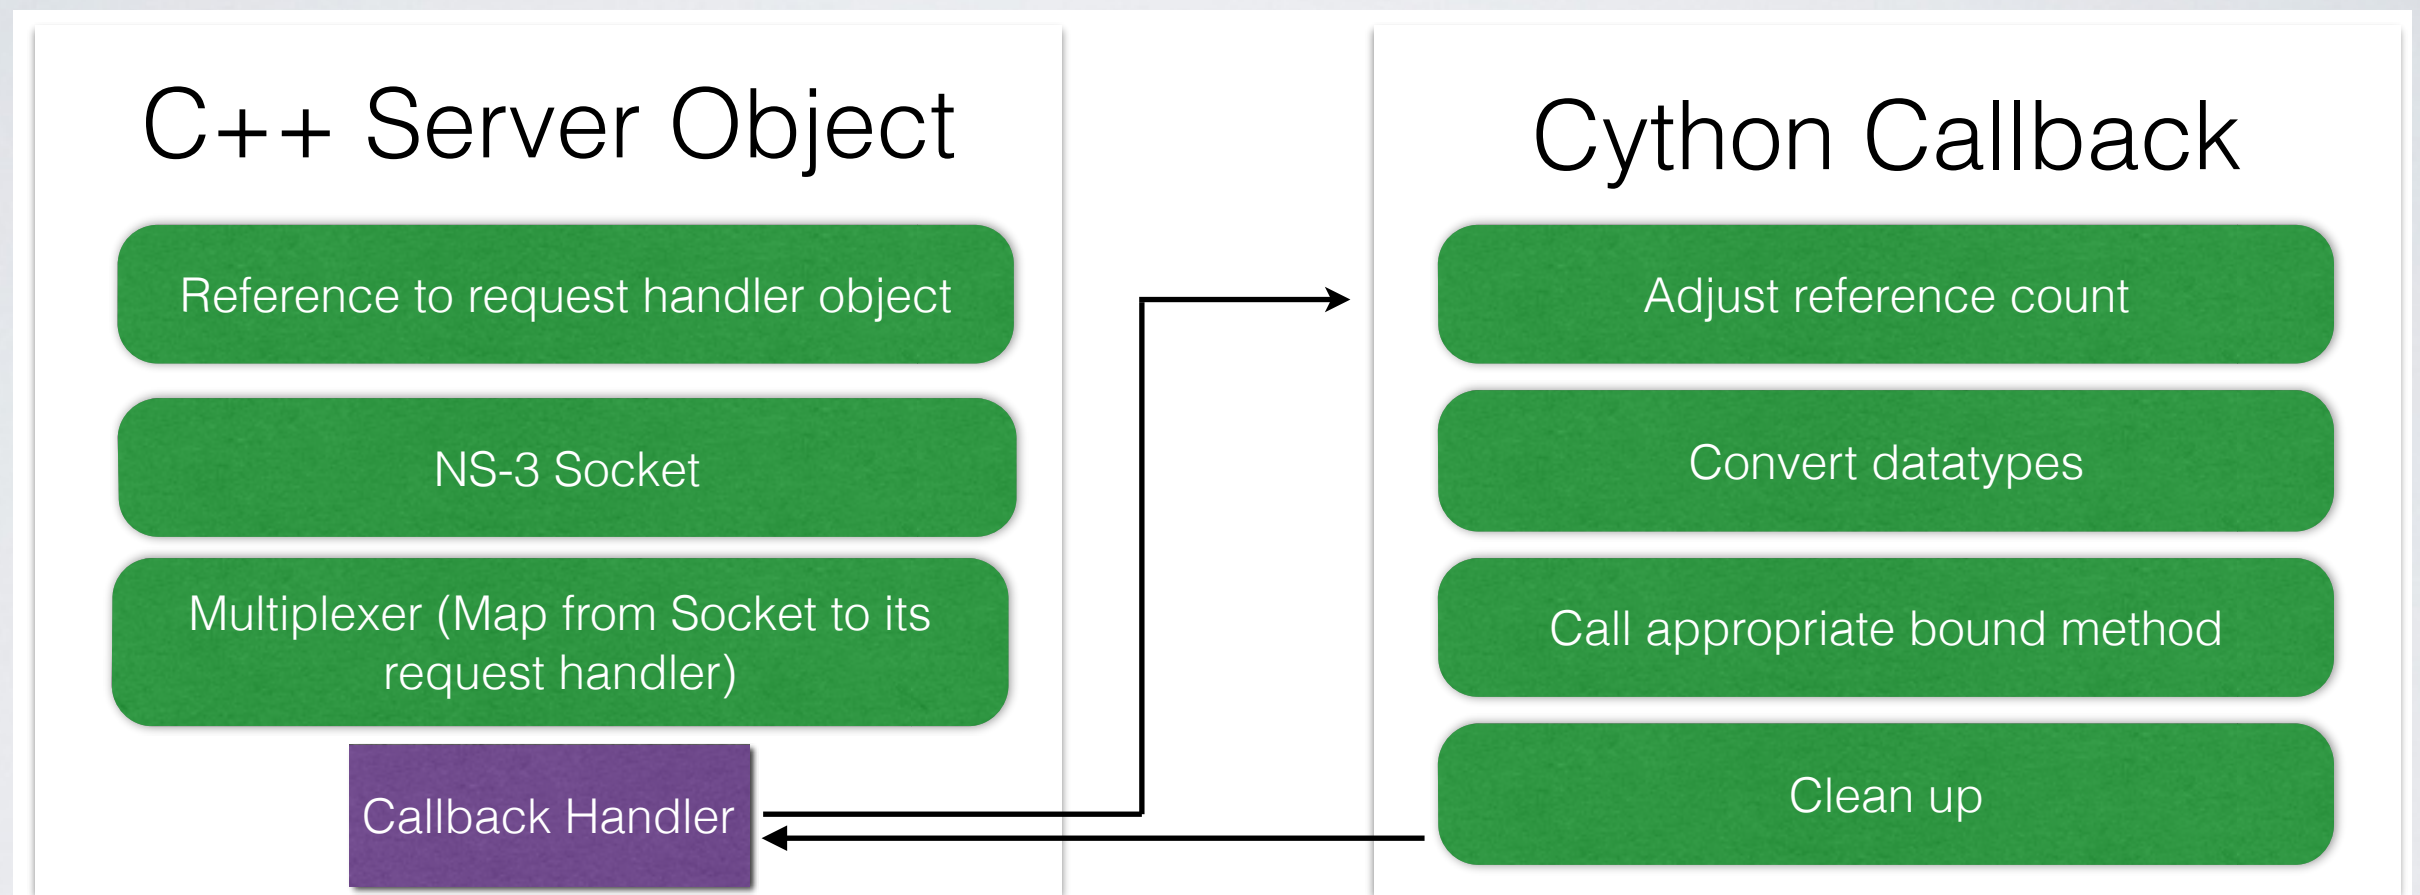 C++ Server Object
Reference to request handler object
NS-3 Socket
Multiplexer (Map from Socket to its
request handler)
Callback Handler
Cython Callback
Adjust reference count
Convert datatypes
Call appropriate bound method
Clean up